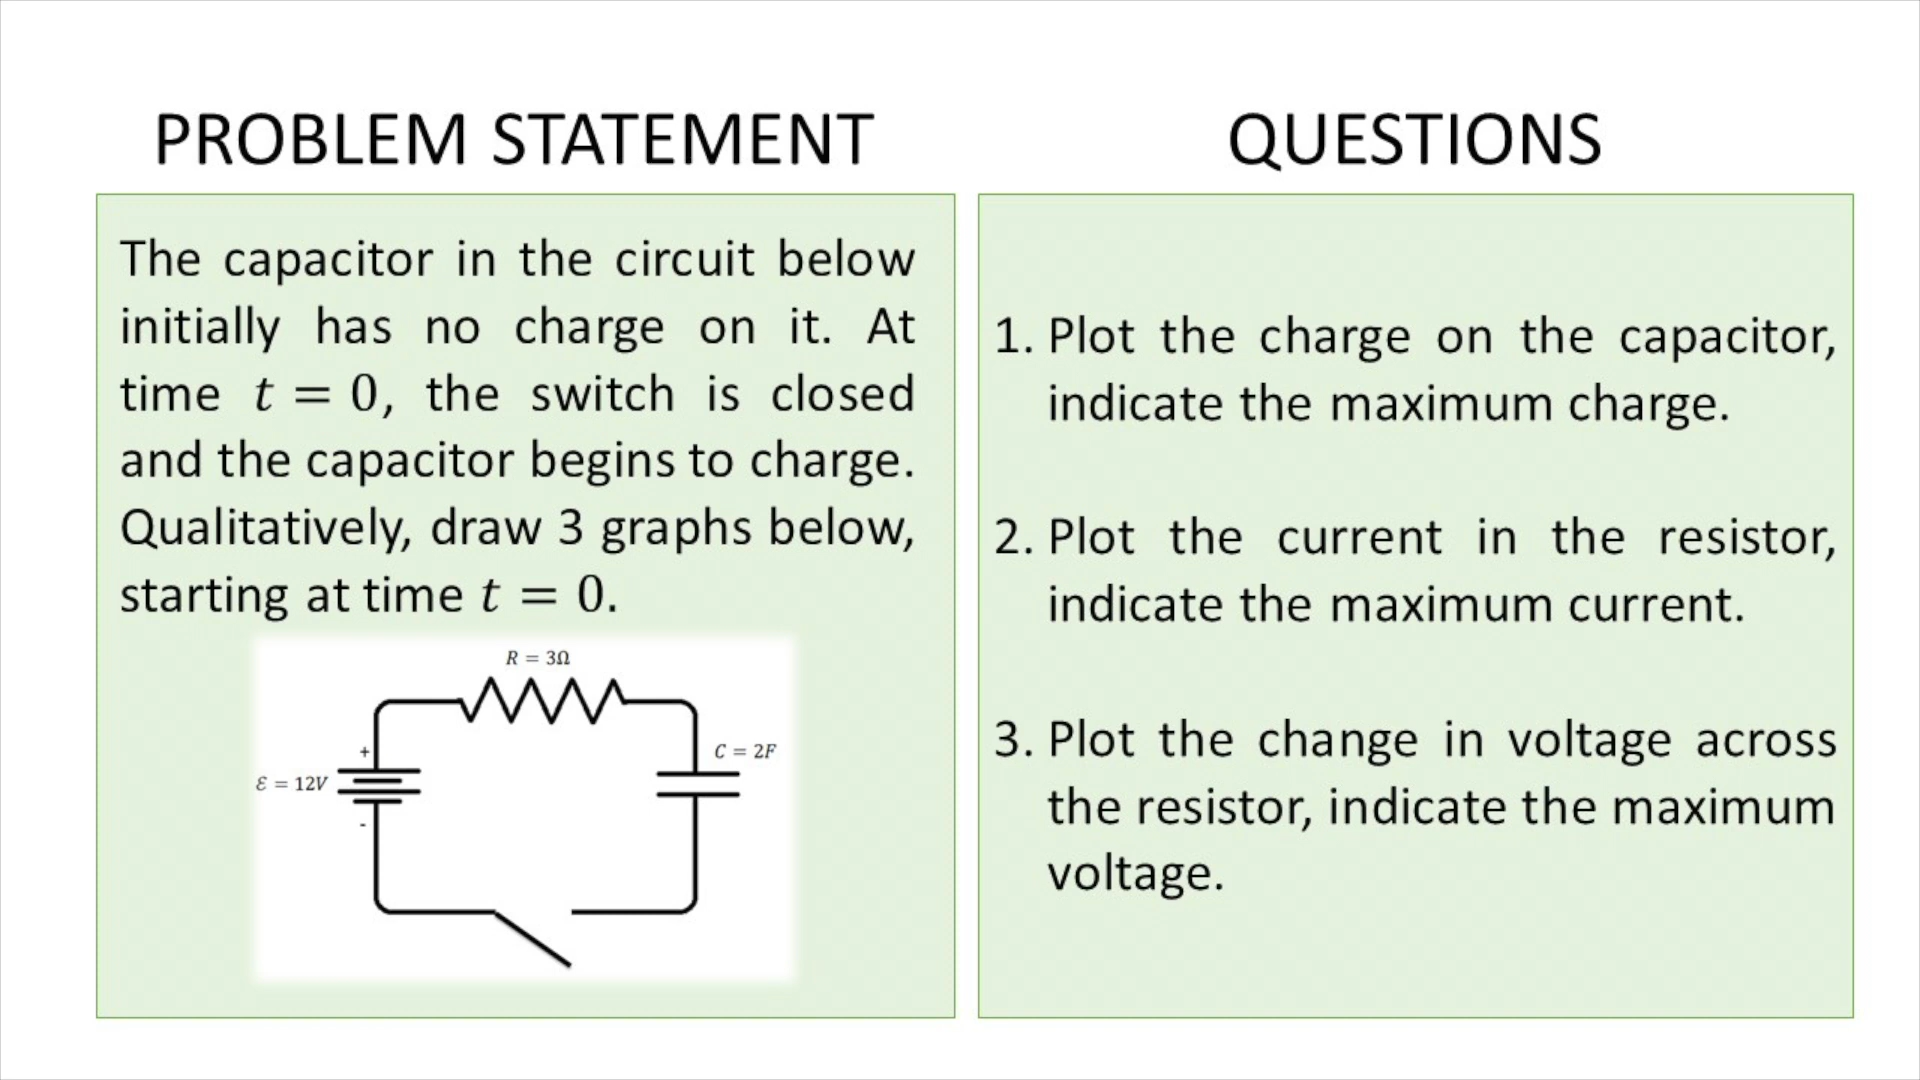 PROBLEM STATEMENT
The capacitor in the circuit below
initially has no charge on it. At
time t = 0, the switch is closed
and the capacitor begins to charge.
Qualitatively, draw 3 graphs below,
starting at time t = 0.
R = 3Ω
+
C = 2F
ℰ = 12V
-
QUESTIONS
1. Plot the charge on the capacitor,
indicate the maximum charge.
2. Plot the current in the resistor,
indicate the maximum current.
3. Plot the change in voltage across
the resistor, indicate the maximum
voltage.